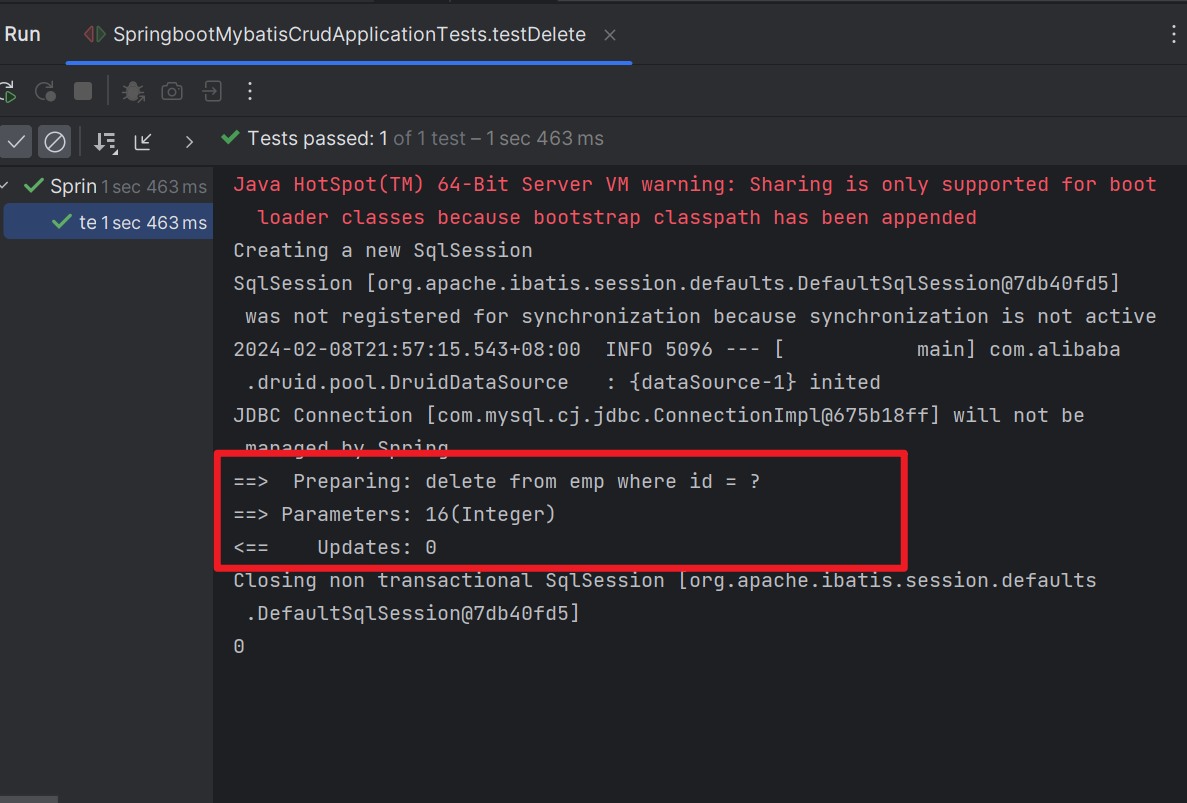 Run SpringbootMybatisCrudApplicationTests.testDelete
Tests passed: 1 of 1 test – 1 sec 463 ms
Sprin 1 sec 463 ms
te 1 sec 463 ms
Java HotSpot(TM) 64-Bit Server VM warning: Sharing is only supported for boot
loader classes because bootstrap classpath has been appended
Creating a new SqlSession
SqlSession [org.apache.ibatis.session.defaults.DefaultSqlSession@7db40fd5]
was not registered for synchronization because synchronization is not active
2024-02-08T21:57:15.543+08:00  INFO 5096 --- [           main] com.alibaba
.druid.pool.DruidDataSource   : {dataSource-1} inited
JDBC Connection [com.mysql.cj.jdbc.ConnectionImpl@675b18ff] will not be
managed by Spring
==>  Preparing: delete from emp where id = ?
==> Parameters: 16(Integer)
<==    Updates: 0
Closing non transactional SqlSession [org.apache.ibatis.session.defaults
.DefaultSqlSession@7db40fd5]
0